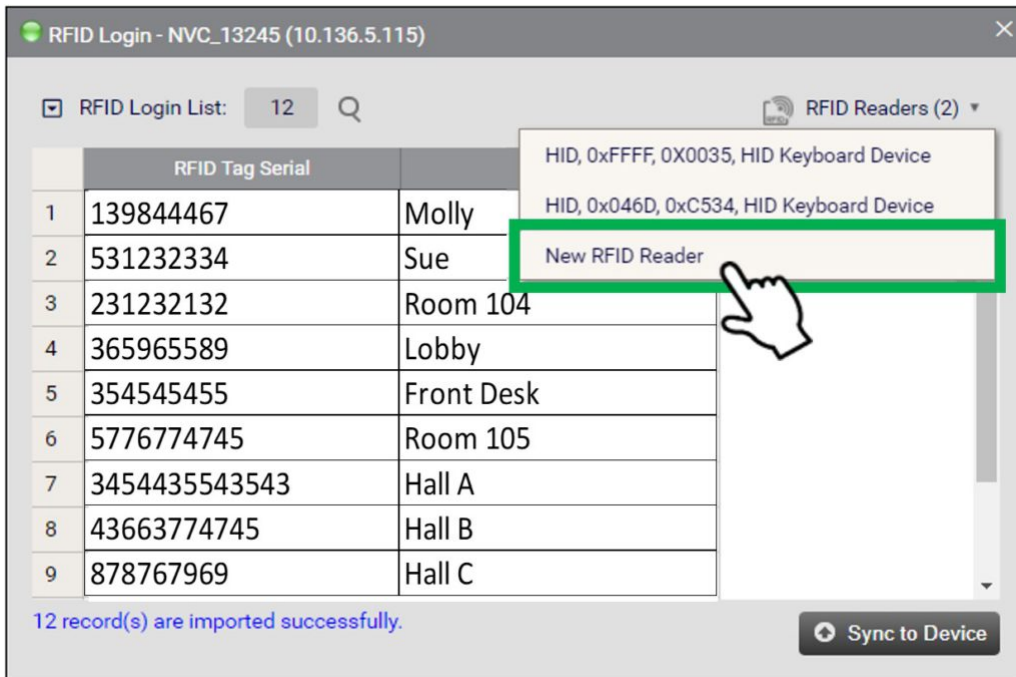 RFID Login - NVC_13245 (10.136.5.115)
RFID Login List: 12 RFID Readers (2)
HID, 0xFFFF, 0X0035, HID Keyboard Device
HID, 0x046D, 0xC534, HID Keyboard Device
New RFID Reader
RFID Tag Serial
1 139844467 Molly
2 531232334 Sue
3 231232132 Room 104
4 365965589 Lobby
5 354545455 Front Desk
6 5776774745 Room 105
7 3454435543543 Hall A
8 43663774745 Hall B
9 878767969 Hall C
12 record(s) are imported successfully.
Sync to Device